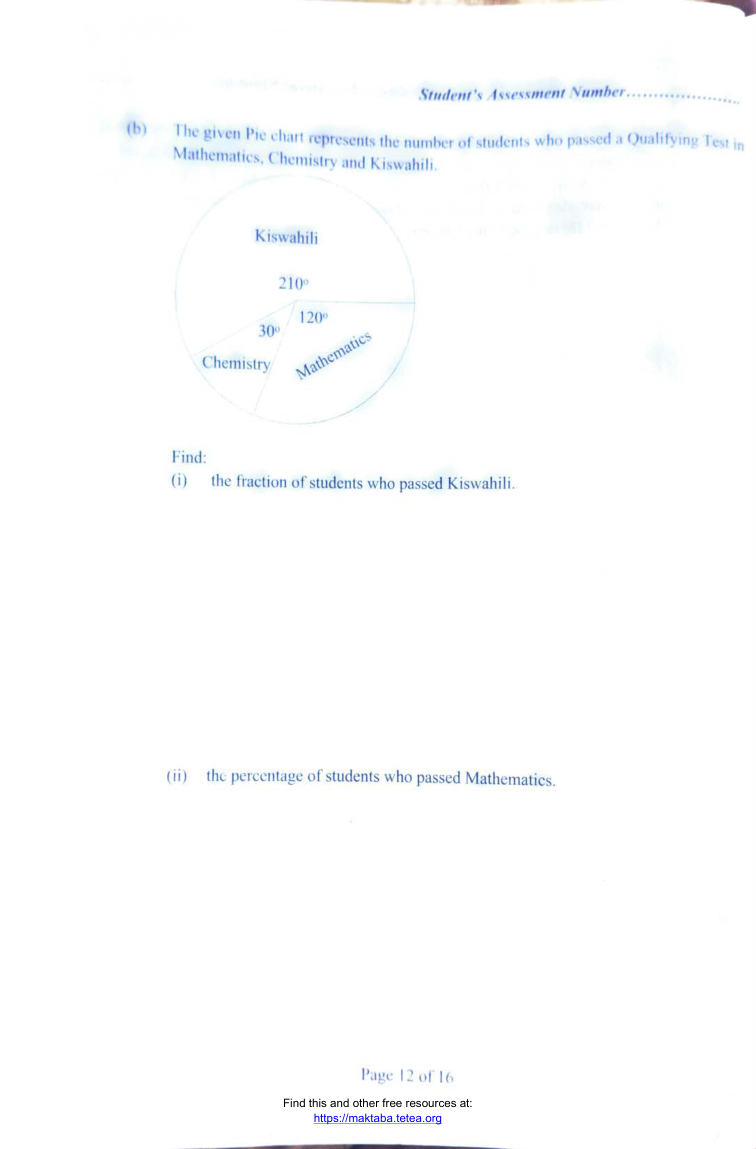 Student's Assessment Number......................
(b) The given Pie chart represents the number of students who passed a Qualifying Test in
Mathematics, Chemistry and Kiswahili.
Kiswahili
210°
120°
30°
Chemistry
Mathematics
Find:
(i) the fraction of students who passed Kiswahili.
(ii) the percentage of students who passed Mathematics.
Page 12 of 16
Find this and other free resources at:
https://maktaba.tetea.org